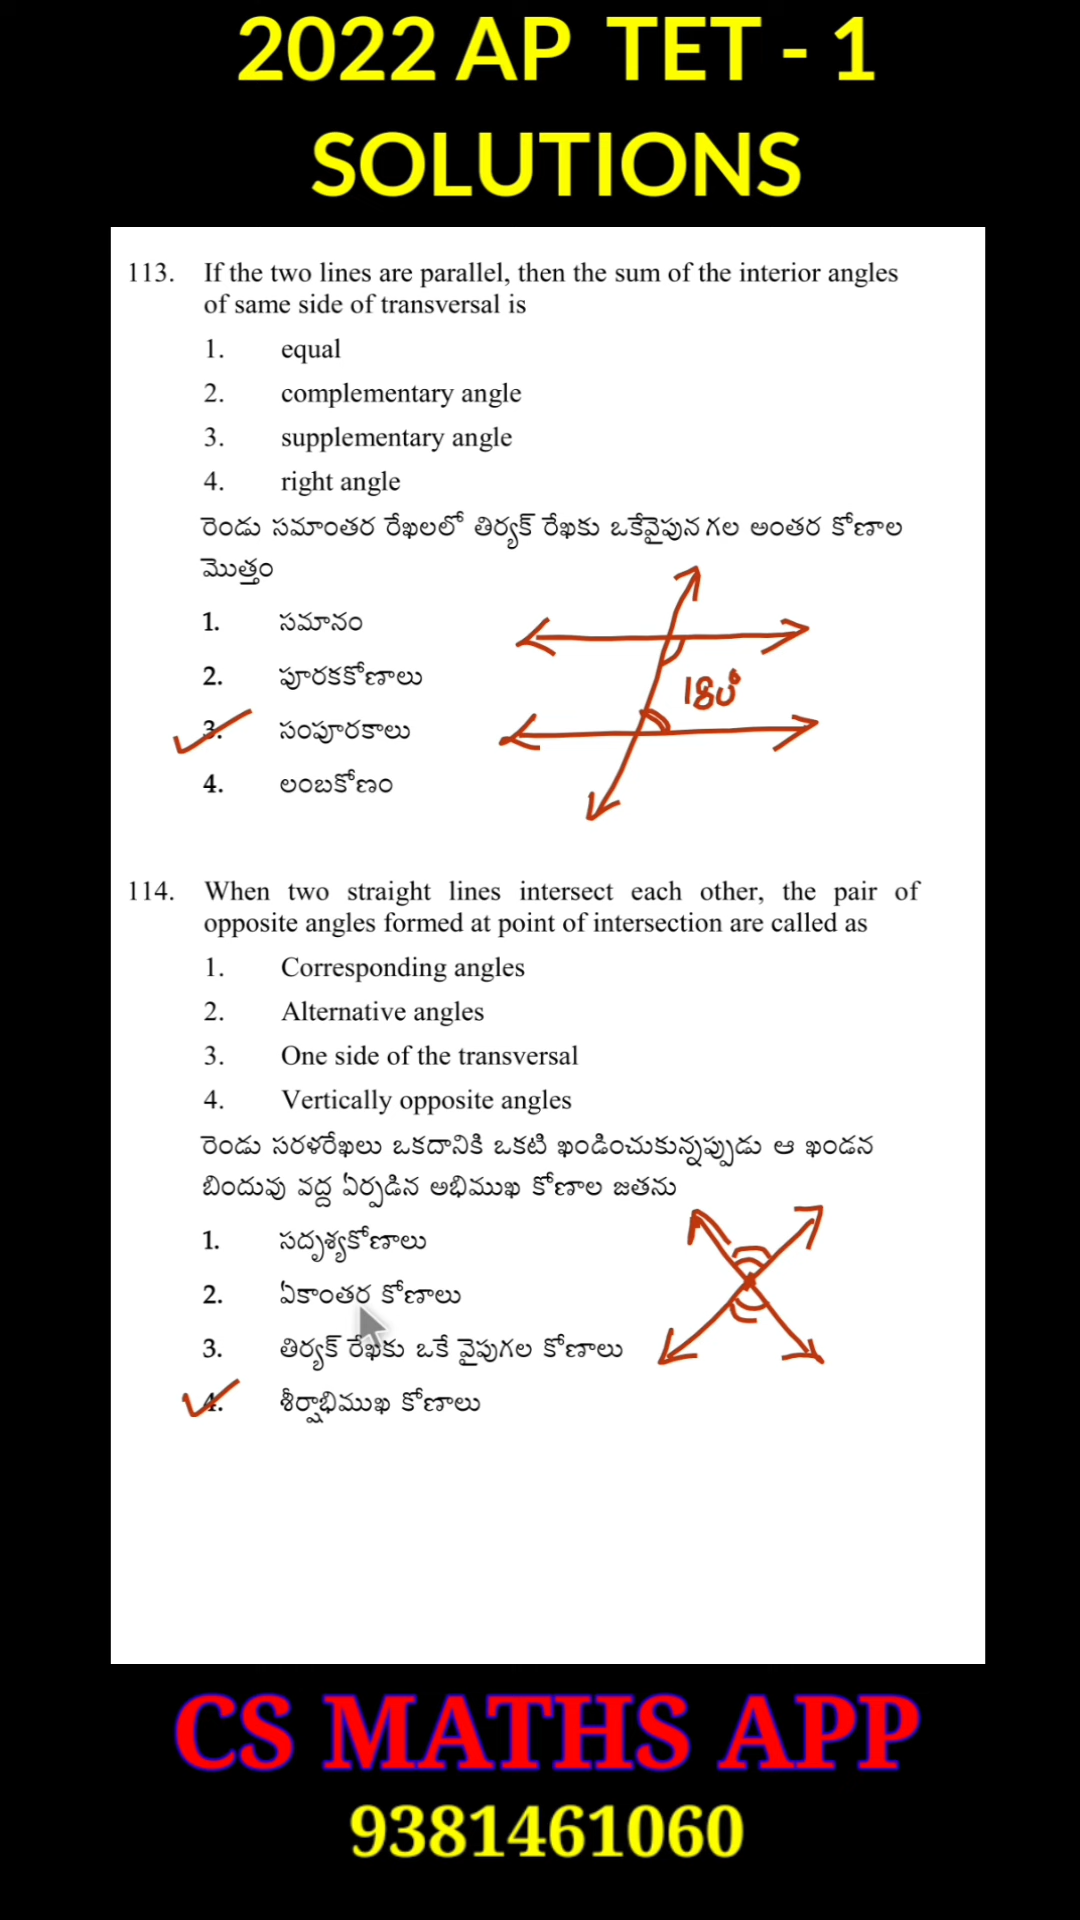 2022 AP TET - 1
SOLUTIONS
113. If the two lines are parallel, then the sum of the interior angles
of same side of transversal is
1. equal
2. complementary angle
3. supplementary angle
4. right angle
రెండు సమాంతర రేఖలలో తిర్యక్ రేఖకు ఒకేవైపున గల అంతర కోణాల
మొత్తం
1. సమానం
2. పూరకకోణాలు
3. సంపూరకాలు
4. లంబకోణం
180°
114. When two straight lines intersect each other, the pair of
opposite angles formed at point of intersection are called as
1. Corresponding angles
2. Alternative angles
3. One side of the transversal
4. Vertically opposite angles
రెండు సరళరేఖలు ఒకదానికి ఒకటి ఖండించుకున్నప్పుడు ఆ ఖండన
బిందువు వద్ద ఏర్పడిన అభిముఖ కోణాల జతను
1. సదృశ్యకోణాలు
2. ఏకాంతర కోణాలు
3. తిర్యక్ రేఖకు ఒకే వైపుగల కోణాలు
4. శీర్షాభిముఖ కోణాలు
CS MATHS APP
9381461060